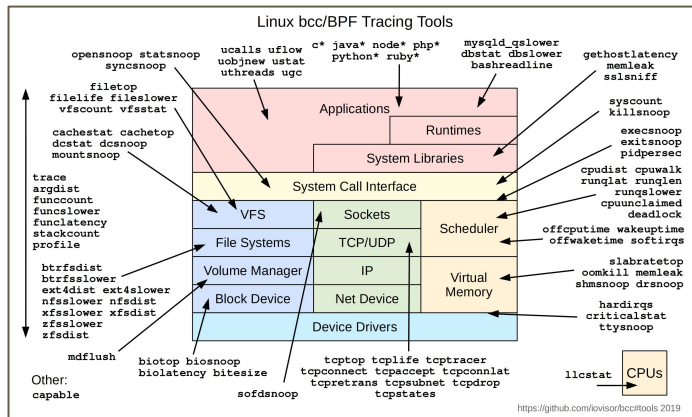 Linux bcc/BPF Tracing Tools
opensnoop statsnoop
syncsnoop
ucalls uflow
uobjnew ustat
uthreads ugc
c* java* node* php*
python* ruby*
mysqld_qslower
dbstat dbslower
bashreadline
gethostlatency
memleak
sslsniff
filetop
filelife fileslower
vfscount vfsstat
Applications
Runtimes
System Libraries
syscount
killsnoop
cachestat cachetop
dcstat dcsnoop
mountsnoop
execsnoop
exitsnoop
pidpersec
System Call Interface
trace
argdist
funccount
funcslower
funclatency
stackcount
profile
VFS
Sockets
Scheduler
File Systems
TCP/UDP
Volume Manager
IP
Virtual
Memory
Block Device
Net Device
Device Drivers
cpudist cpuwalk
runqlat runqlen
runqslower
cpuunclaimed
deadlock
offcputime wakeuptime
offwaketime softirqs
btrfsdist
btrfsslower
ext4dist ext4slower
nfsslower nfsdist
xfsslower xfsdist
zfsslower
zfsdist
slabratetop
oomkill memleak
shmsnoop drsnoop
hardirqs
criticalstat
ttysnoop
mdflush
biotop biosnoop
biolatency bitesize
sofdsnoop
tcptop tcplife tcptracer
tcpconnect tcpaccept tcpconnlat
tcpretrans tcpsubnet tcpdrop
tcpstates
llcstat
CPUs
Other:
capable
https://github.com/iovisor/bcc#tools 2019